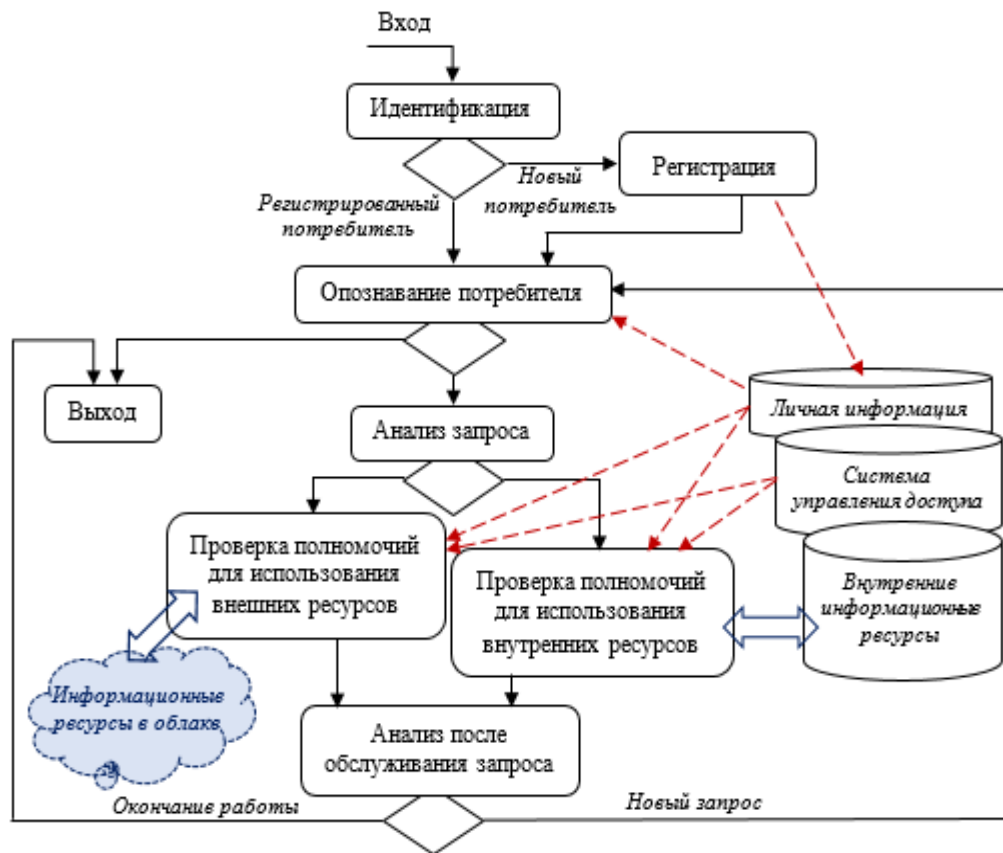 Вход
Идентификация
Новый
потребитель
Регистрация
Регистрированный
потребитель
Опознавание потребителя
Выход
Личная информация
Анализ запроса
Система
управления доступа
Проверка полномочий
для использования
внешних ресурсов
Проверка полномочий
для использования
внутренних ресурсов
Внутренние
информационные
ресурсы
Информационные
ресурсы в облакв
Анализ после
обслуживания запроса
Окончание работы
Новый запрос